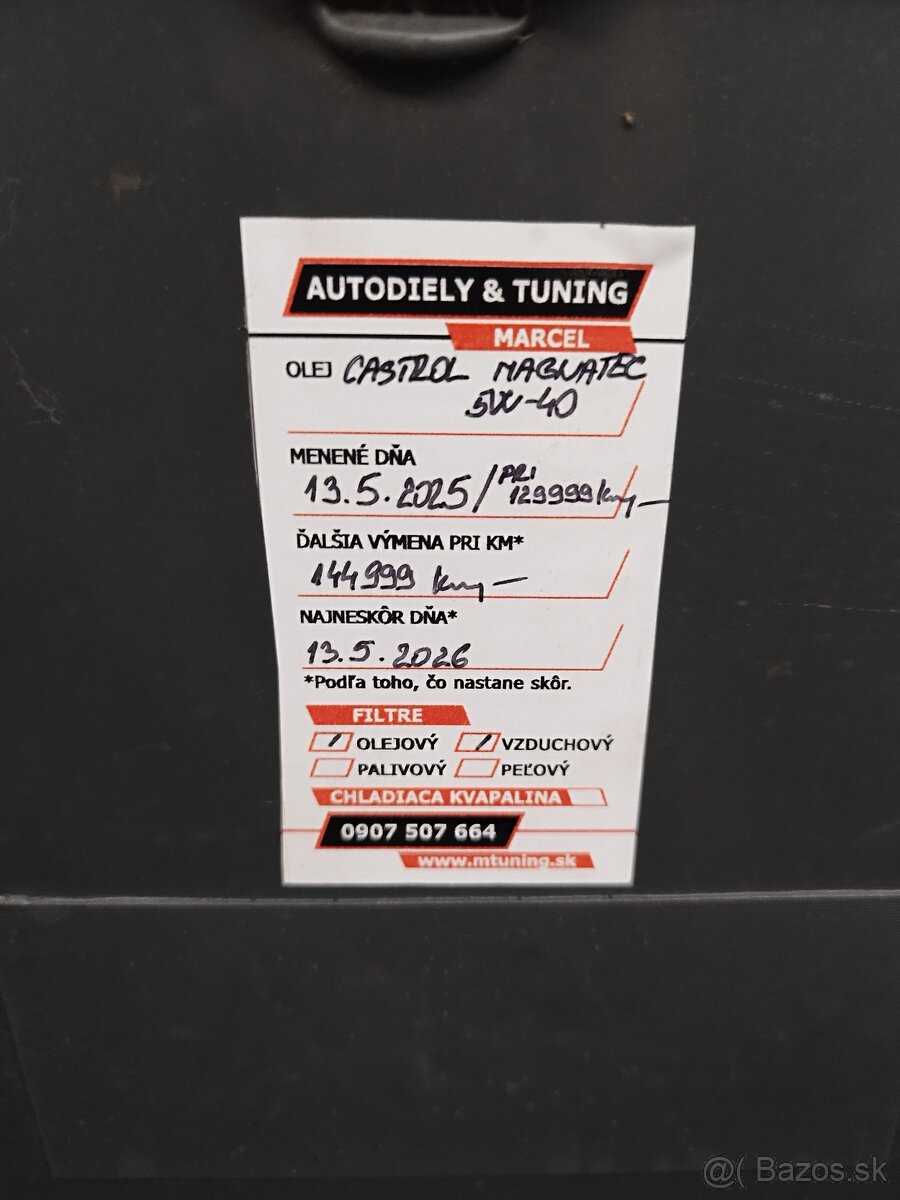 AUTODIELY & TUNING
MARCEL
OLEJ CASTROL MAGNATEC
5W-40
MENENÉ DŇA
13.5.2025 / PRI 129999 km
ĎALŠIA VÝMENA PRI KM*
144999 km
NAJNESKÔR DŇA*
13.5.2026
*Podľa toho, čo nastane skôr.
FILTRE
OLEJOVÝ VZDUCHOVÝ
PALIVOVÝ PEĽOVÝ
CHLADIACA KVAPALINA
0907 507 664
www.mtuning.sk
@( Bazos.sk